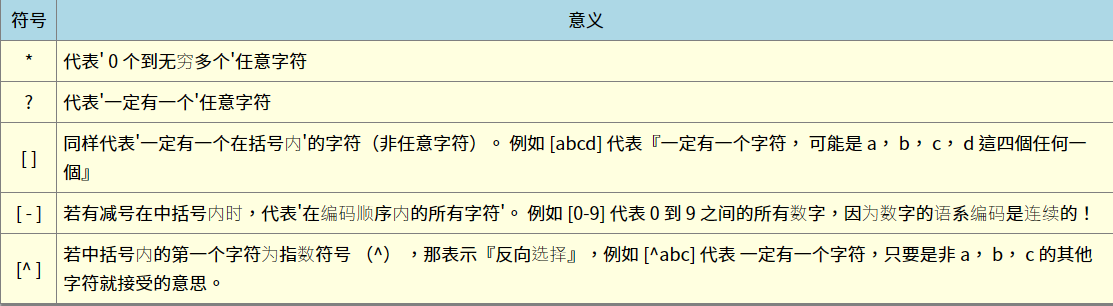 符号 意义
* 代表' 0 个到无穷多个'任意字符
? 代表'一定有一个'任意字符
同样代表'一定有一个在括号内'的字符（非任意字符）。 例如 [abcd] 代表『一定有一个字符， 可能是 a， b， c， d 這四個任何一
[ ]
個』
[ - ] 若有减号在中括号内时，代表'在编码顺序内的所有字符'。 例如 [0-9] 代表 0 到 9 之间的所有数字，因为数字的语系编码是连续的！
若中括号内的第一个字符为指数符号 （^） ，那表示『反向选择』，例如 [^abc] 代表 一定有一个字符，只要是非 a， b， c 的其他
[^ ]
字符就接受的意思。